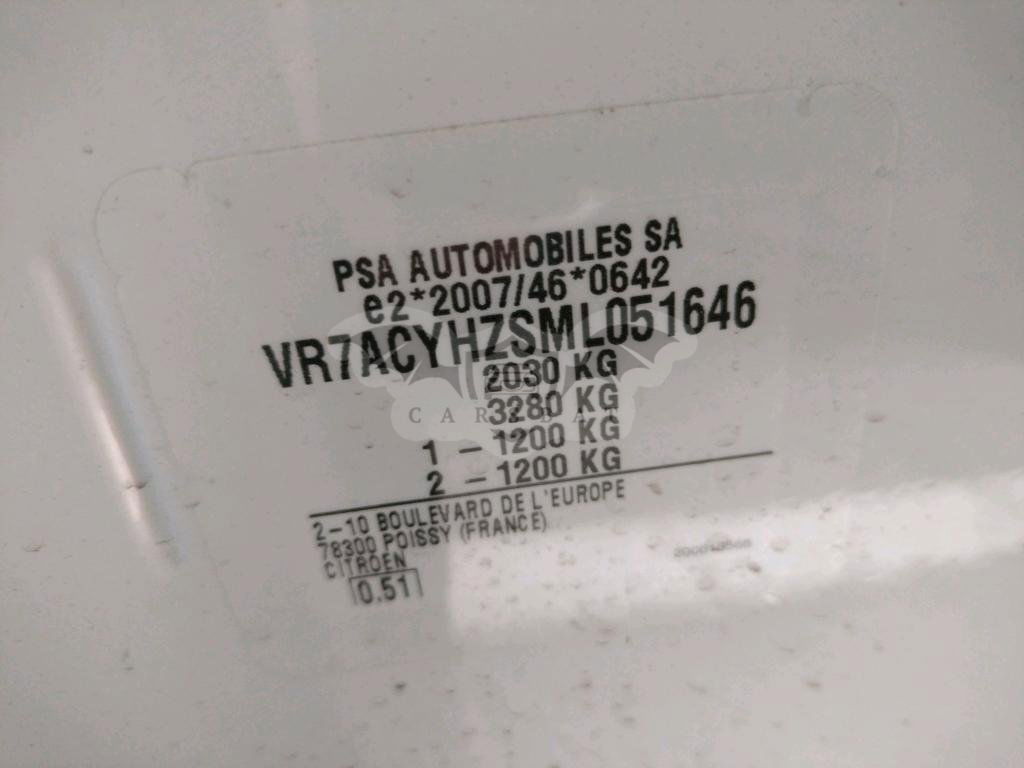 PSA AUTOMOBILES SA
e2*2007/46*0642
VR7ACYHZSML051646
2030 KG
3280 KG
1 - 1200 KG
2 - 1200 KG
2-10 BOULEVARD DE L'EUROPE
78300 POISSY (FRANCE)
CITROEN
0.51